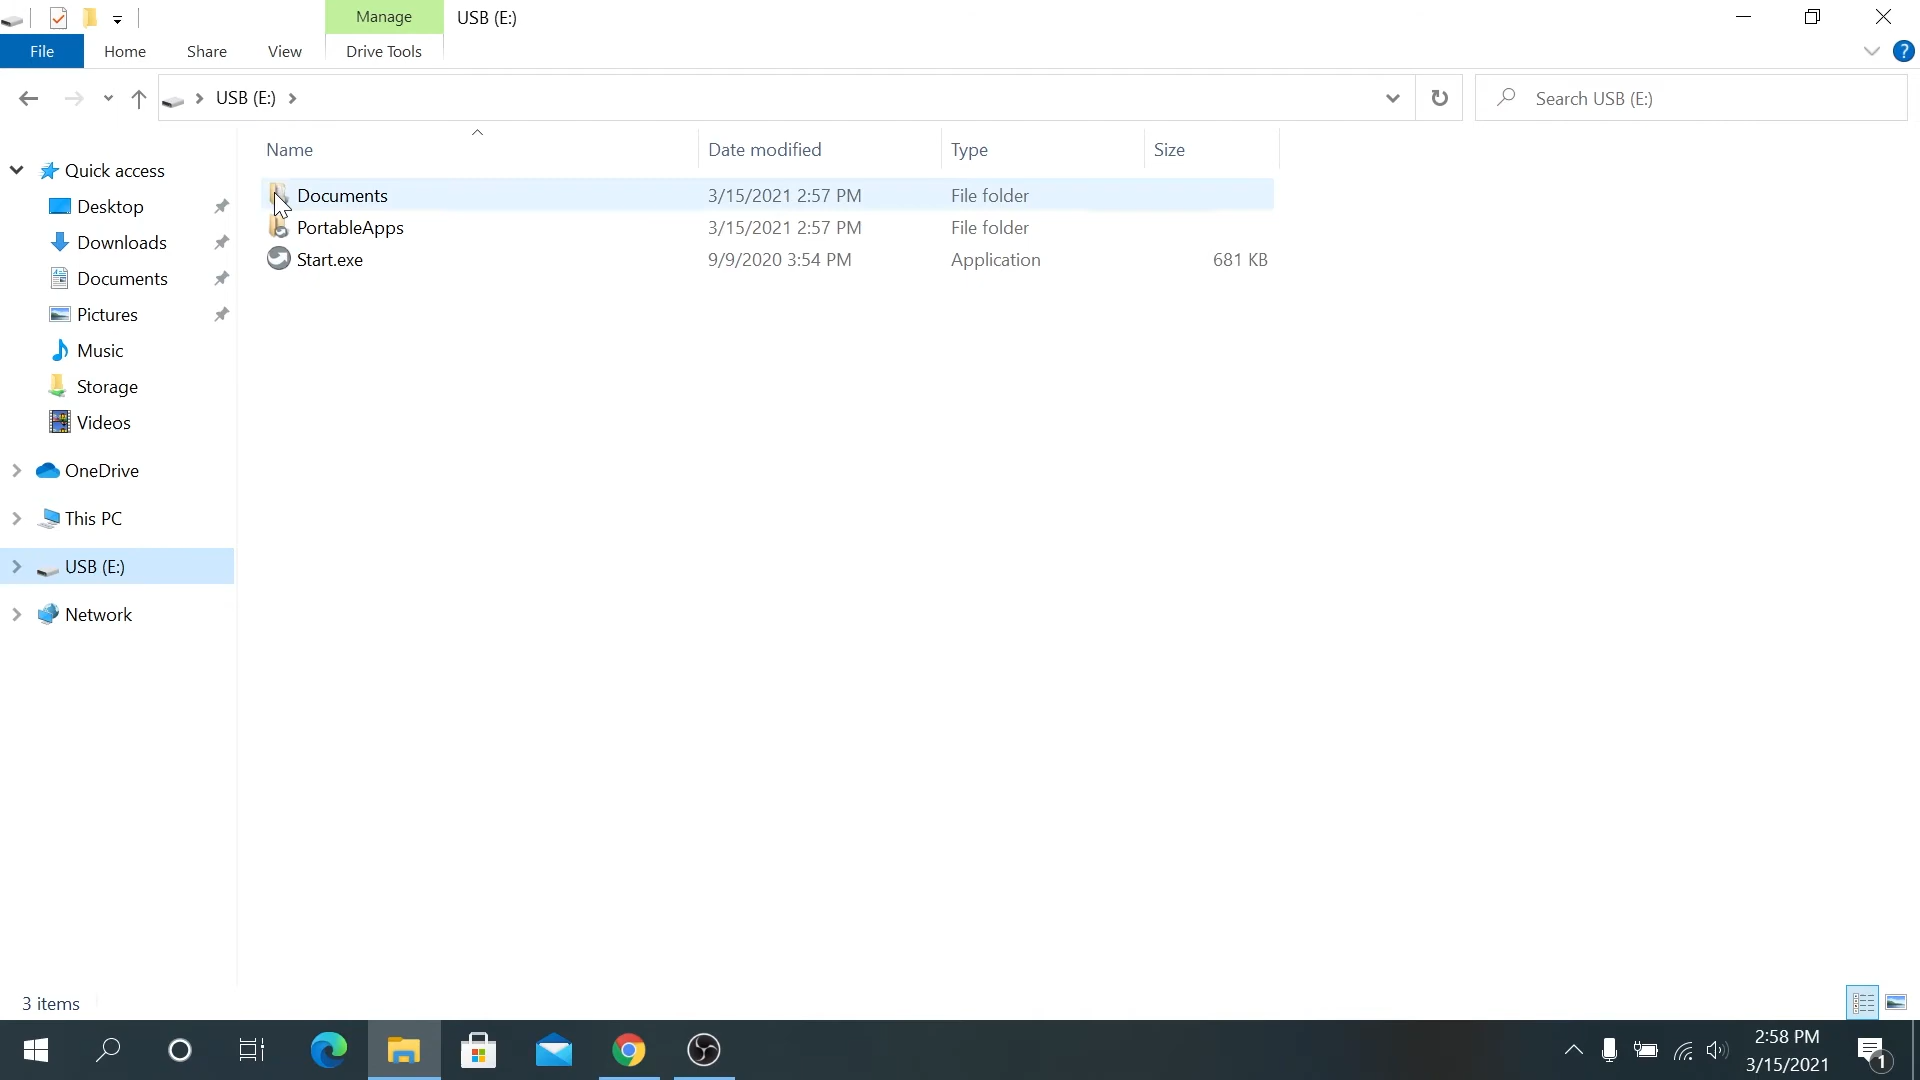 Manage USB (E:)
File Home Share View Drive Tools ?
USB (E:) Search USB (E:)
Name Date modified Type Size
Quick access
Desktop
Downloads
Documents
Pictures
Music
Storage
Videos
OneDrive
This PC
USB (E:)
Network
Documents 3/15/2021 2:57 PM File folder
PortableApps 3/15/2021 2:57 PM File folder
Start.exe 9/9/2020 3:54 PM Application 681 KB
3 items
2:58 PM
3/15/2021
1